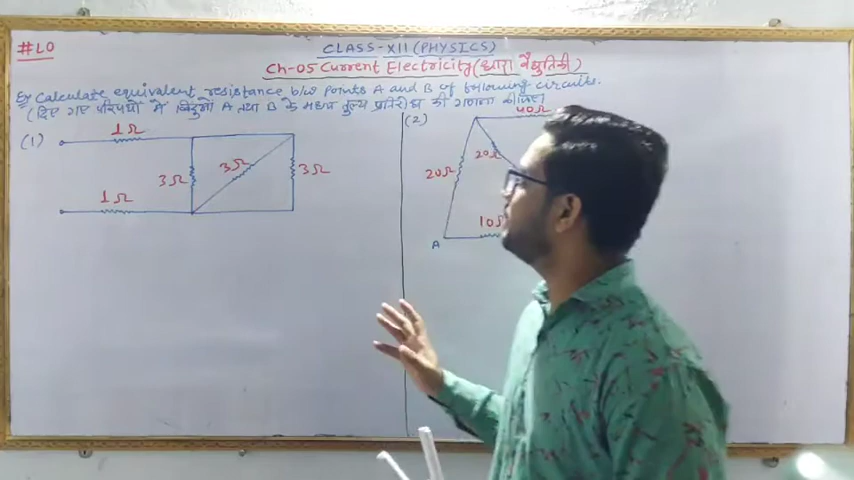 #L0
CLASS-XII (PHYSICS)
Ch-05 Current Electricity (धारा वैद्युतिकी)
Ex Calculate equivalent resistance b/w points A and B of following circuits.
(दिए गए परिपथों में बिन्दुओं A तथा B के मध्य तुल्य प्रतिरोध की गणना कीजिए)
(1)
1Ω
3Ω
3Ω
3Ω
1Ω
(2)
40Ω
20Ω
20Ω
10Ω
A